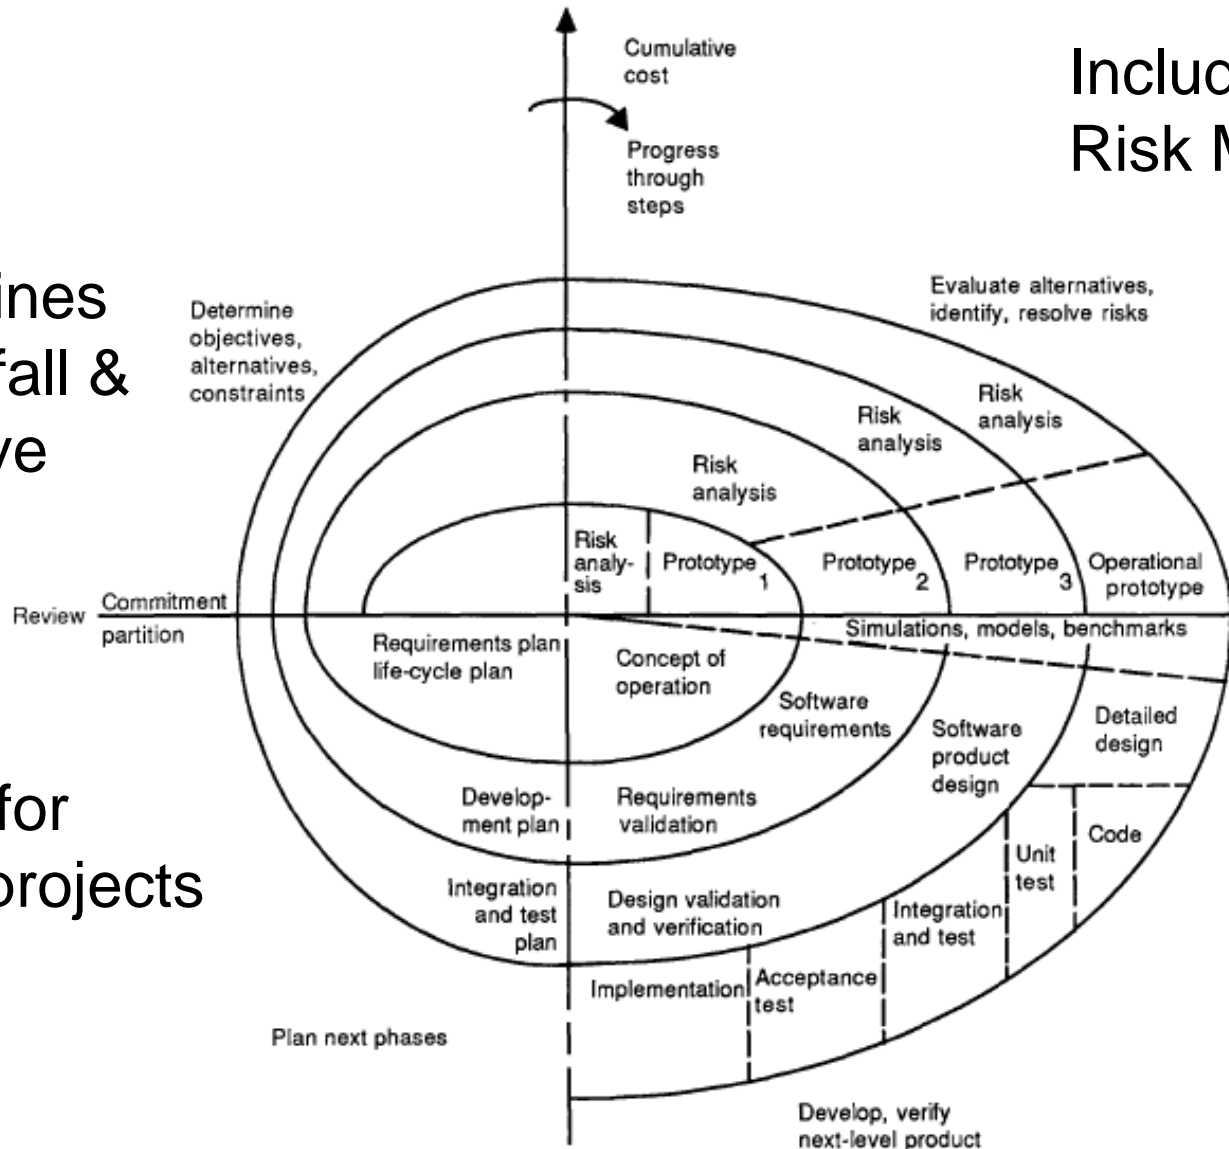 Cumulative
cost
Progress
through
steps
Risk
Determine
objectives,
alternatives,
constraints
fall &
Evaluate alternatives,
identify, resolve risks
Risk
analysis
Risk
analysis
Risk
analysis
Risk
analy-
sis
Prototype 1
Prototype 2
Prototype 3
Operational
prototype
Review
Commitment
partition
Simulations, models, benchmarks
Requirements plan
life-cycle plan
Concept of
operation
Software
requirements
Software
product
design
Detailed
design
for
projects
Develop-
ment plan
Requirements
validation
Code
Unit
test
Integration
and test
plan
Design validation
and verification
Integration
and test
Implementation
Acceptance
test
Plan next phases
Develop, verify
next-level product